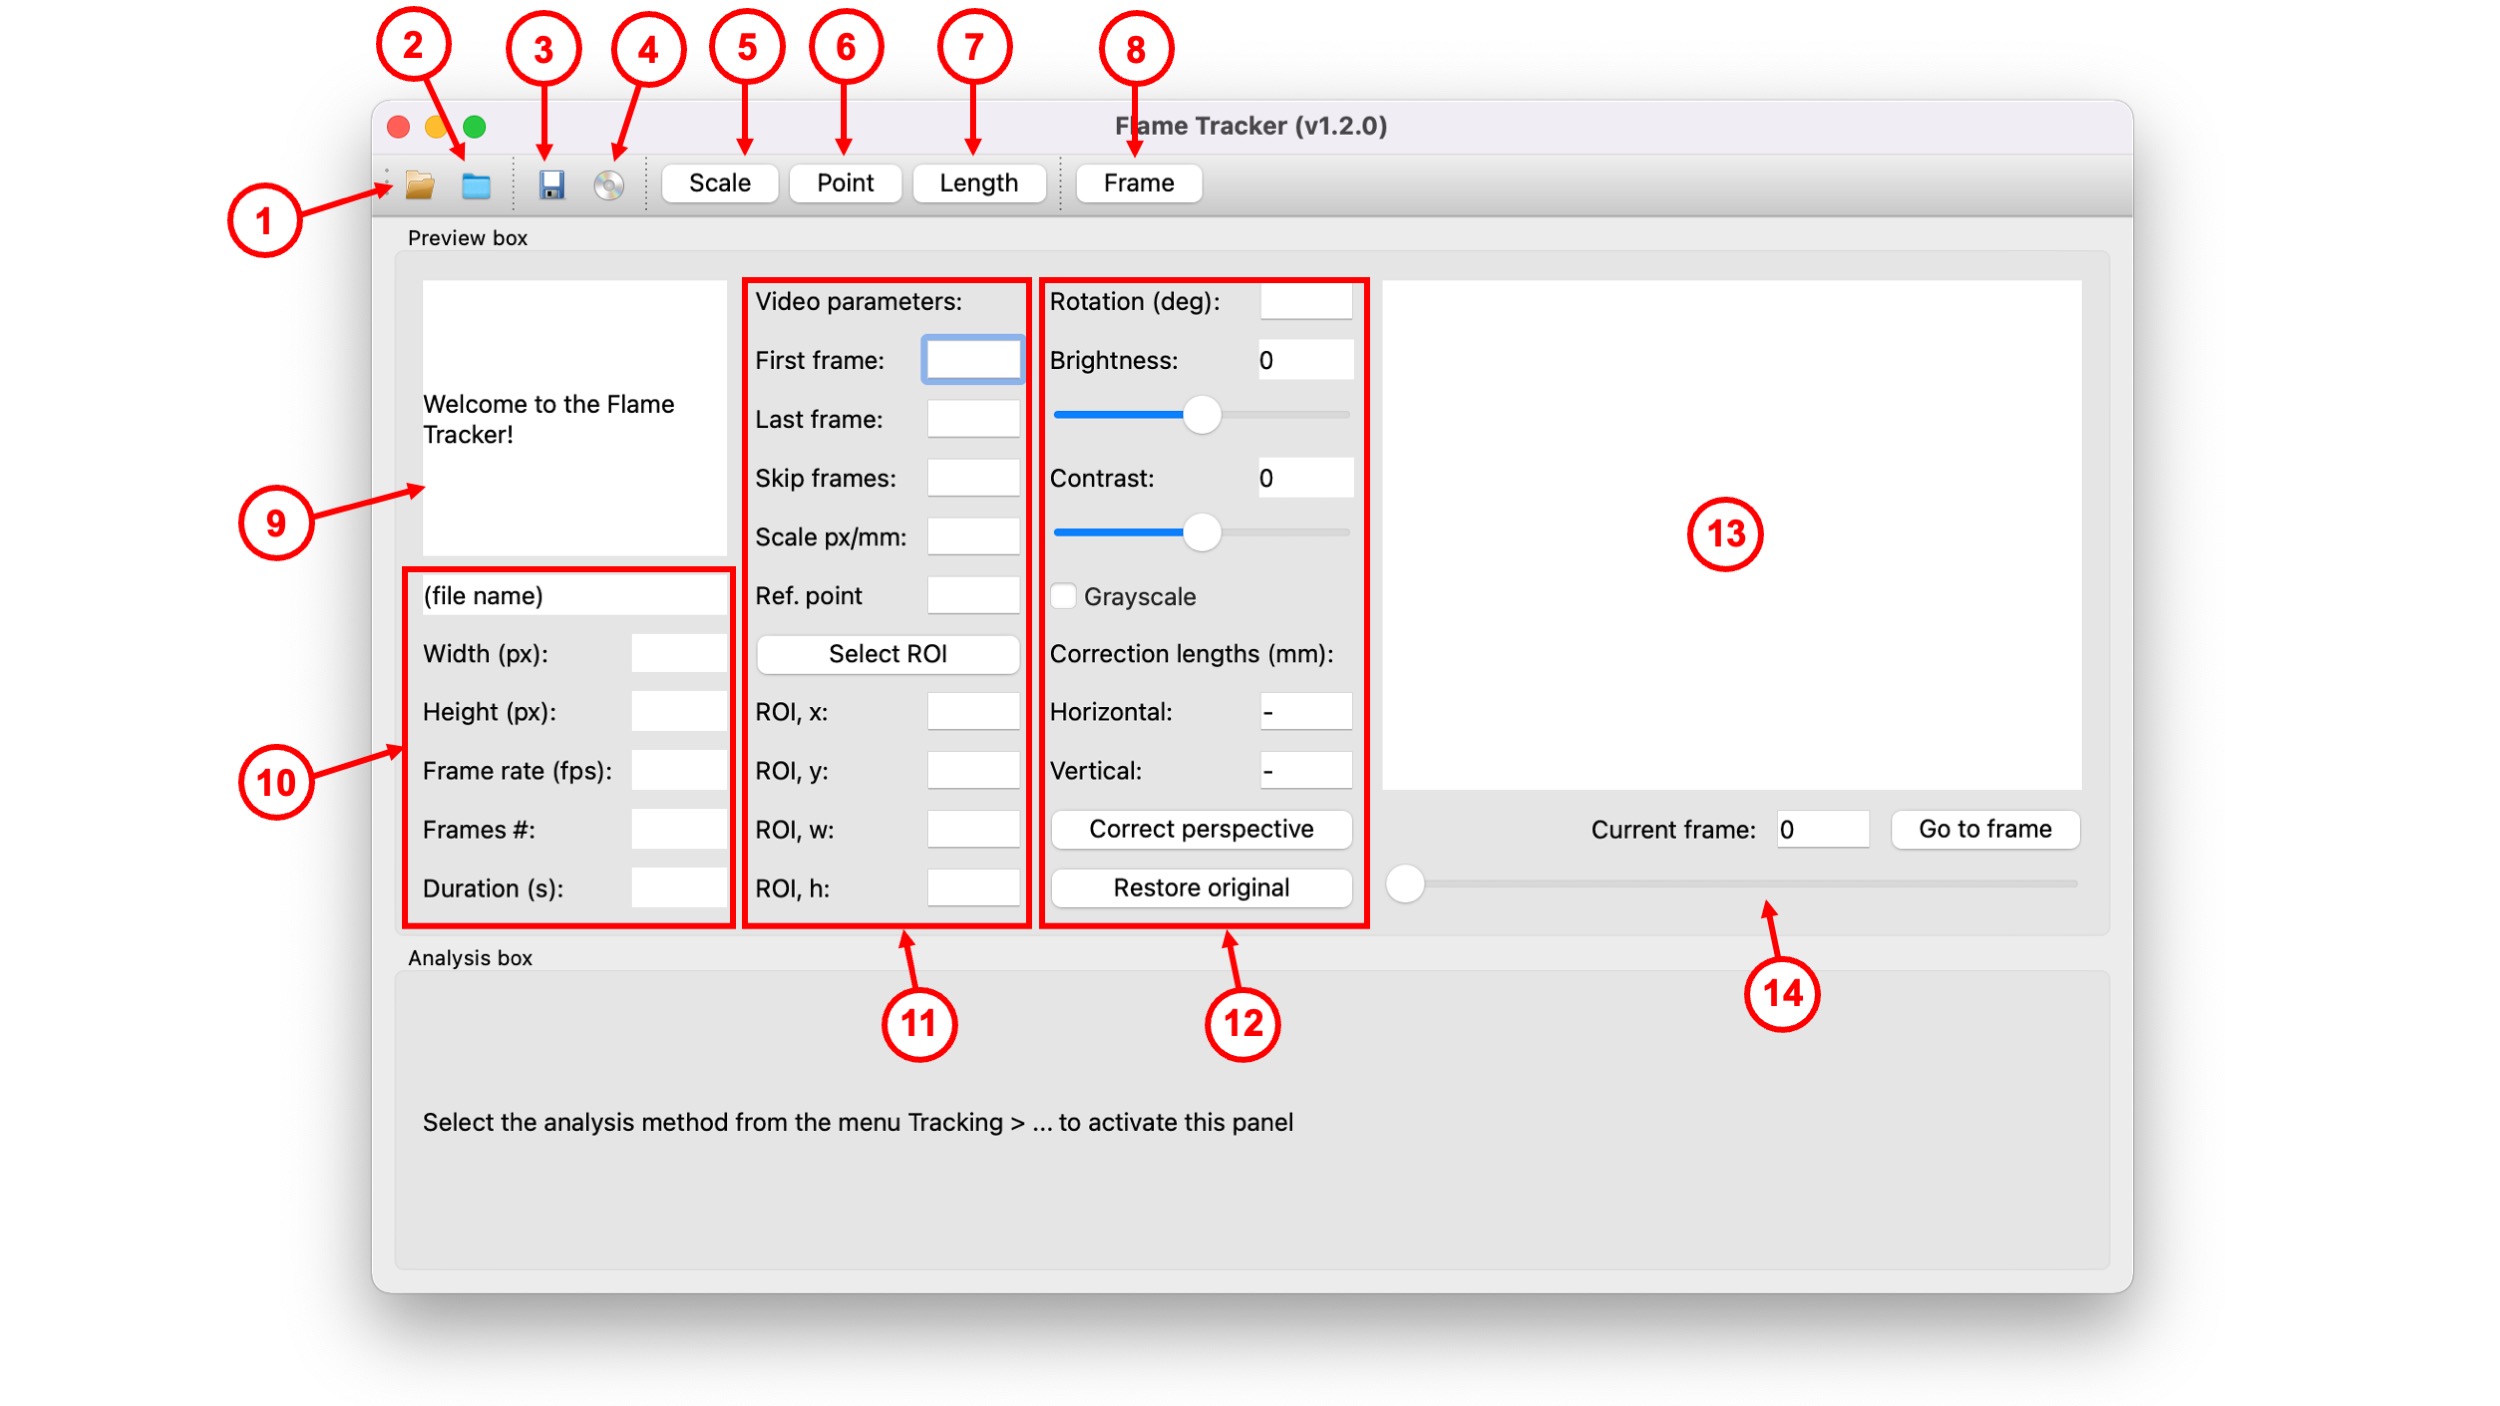 2
3
4
5
6
7
8
Flame Tracker (v1.2.0)
Scale
Point
Length
Frame
1
Preview box
Welcome to the Flame
Tracker!
9
(file name)
Width (px):
Height (px):
Frame rate (fps):
Frames #:
Duration (s):
10
Video parameters:
First frame:
Last frame:
Skip frames:
Scale px/mm:
Ref. point
Select ROI
ROI, x:
ROI, y:
ROI, w:
ROI, h:
11
Rotation (deg):
Brightness: 0
Contrast: 0
Grayscale
Correction lengths (mm):
Horizontal: -
Vertical: -
Correct perspective
Restore original
12
13
Current frame: 0 Go to frame
14
Analysis box
Select the analysis method from the menu Tracking > ... to activate this panel